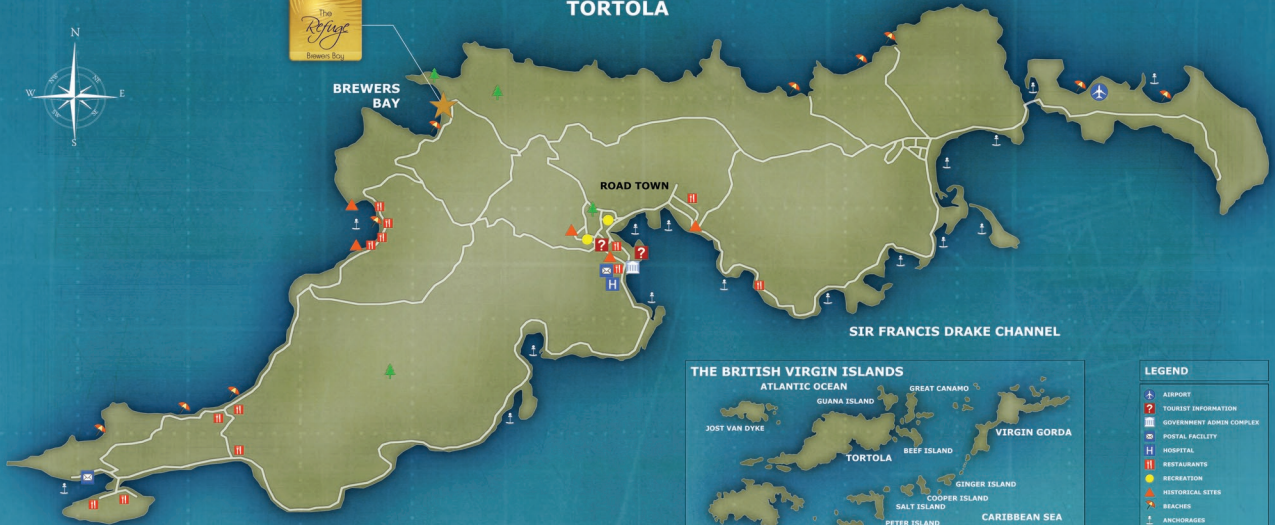 TORTOLA
The
Refuge
Brewers Bay
N
W
E
S
BREWERS
BAY
ROAD TOWN
SIR FRANCIS DRAKE CHANNEL
THE BRITISH VIRGIN ISLANDS
ATLANTIC OCEAN
GREAT CANAMO
GUANA ISLAND
JOST VAN DYKE
VIRGIN GORDA
BEEF ISLAND
TORTOLA
GINGER ISLAND
COOPER ISLAND
SALT ISLAND
CARIBBEAN SEA
PETER ISLAND
LEGEND
AIRPORT
? TOURIST INFORMATION
GOVERNMENT ADMIN COMPLEX
POSTAL FACILITY
H HOSPITAL
RESTAURANTS
RECREATION
HISTORICAL SITES
BEACHES
ANCHORAGES